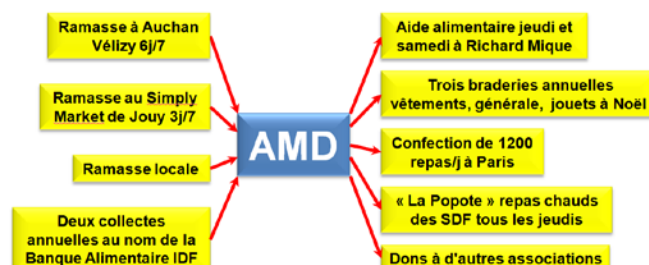 Ramasse à Auchan
Vélizy 6j/7
Ramasse au Simply
Market de Jouy 3j/7
Ramasse locale
Deux collectes
annuelles au nom de la
Banque Alimentaire IDF
AMD
Aide alimentaire jeudi et
samedi à Richard Mique
Trois braderies annuelles
vêtements, générale, jouets à Noël
Confection de 1200
repas/j à Paris
« La Popote » repas chauds
des SDF tous les jeudis
Dons à d'autres associations